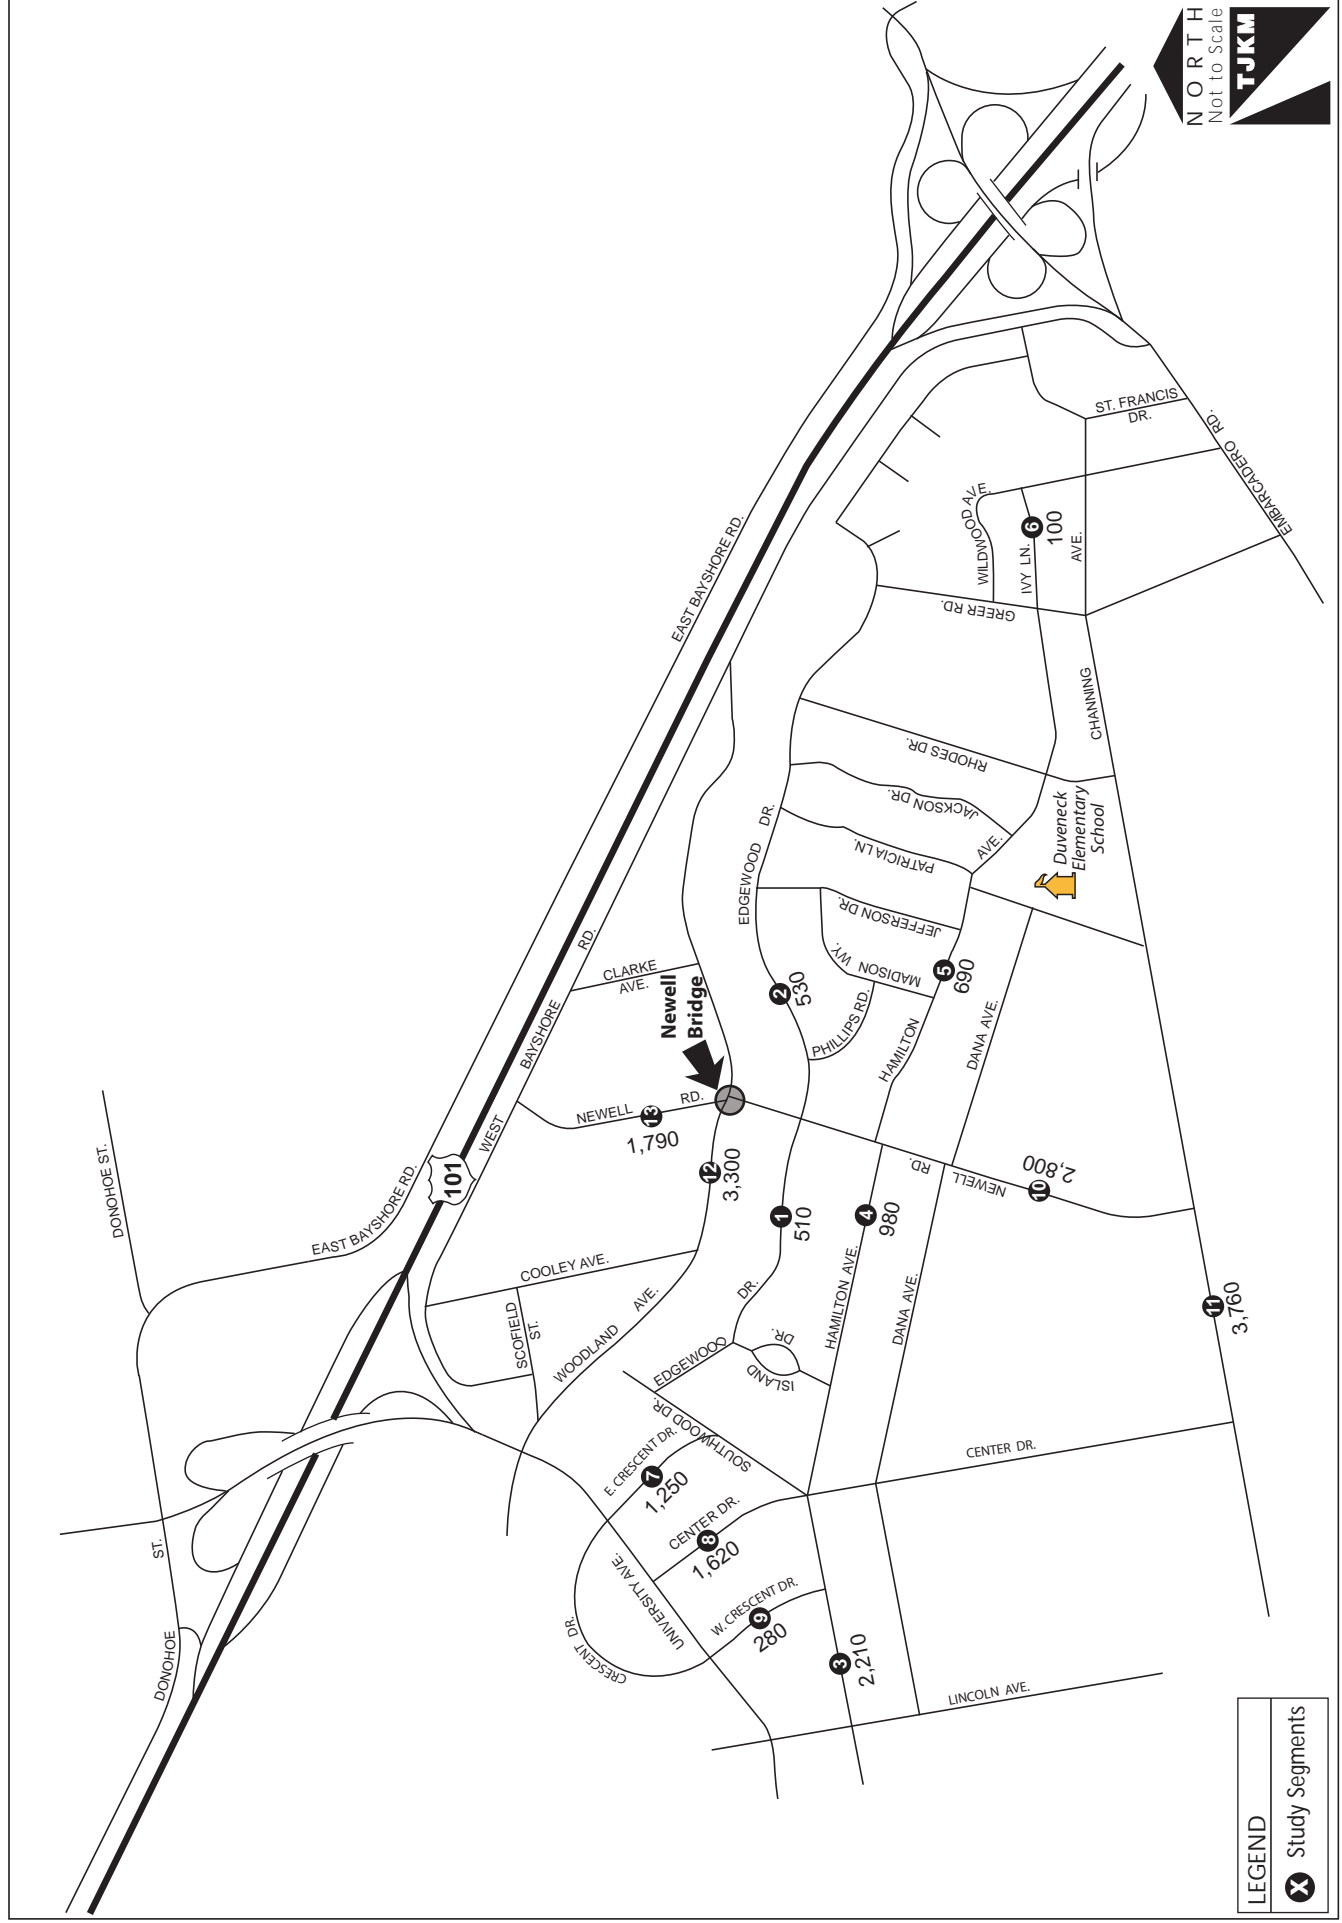 NORTH
Not to Scale
TJKM
DONOHOE ST.
EAST BAYSHORE RD.
EAST BAYSHORE RD.
101
WEST
BAYSHORE
RD.
CLARKE
AVE.
Newell
Bridge
NEWELL
RD.
13
1,790
12
3,300
COOLEY AVE.
SCOFIELD
ST.
WOODLAND
AVE.
DONOHOE
ST.
EDGEWOOD
DR.
2
530
1
510
DR.
EDGEWOOD
ISLAND
DR.
SOUTHWOOD DR.
E. CRESCENT DR.
7
1,250
CENTER DR.
8
1,620
W. CRESCENT DR.
9
280
UNIVERSITY AVE.
CRESCENT
DR.
3
2,210
LINCOLN AVE.
CENTER DR.
HAMILTON AVE.
4
980
DANA AVE.
NEWELL
RD.
10
2,800
11
3,760
DANA AVE.
HAMILTON
5
690
AVE.
PHILLIPS RD.
MADISON
WY.
JEFFERSON DR.
PATRICIA LN.
JACKSON DR.
RHODES DR.
Duveneck
Elementary
School
CHANNING
AVE.
GREER RD.
WILDWOOD AVE.
IVY LN.
6
100
ST. FRANCIS
DR.
EMBARCADERO RD.
LEGEND
X Study Segments